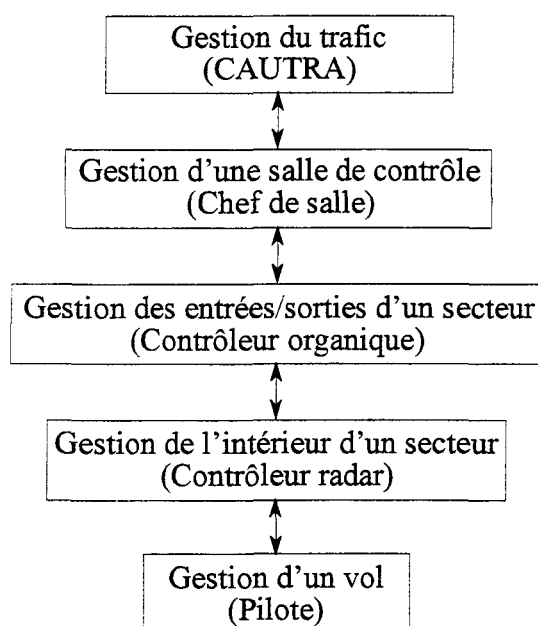 Gestion du trafic
(CAUTRA)
Gestion d'une salle de contrôle
(Chef de salle)
Gestion des entrées/sorties d'un secteur
(Contrôleur organique)
Gestion de l'intérieur d'un secteur
(Contrôleur radar)
Gestion d'un vol
(Pilote)